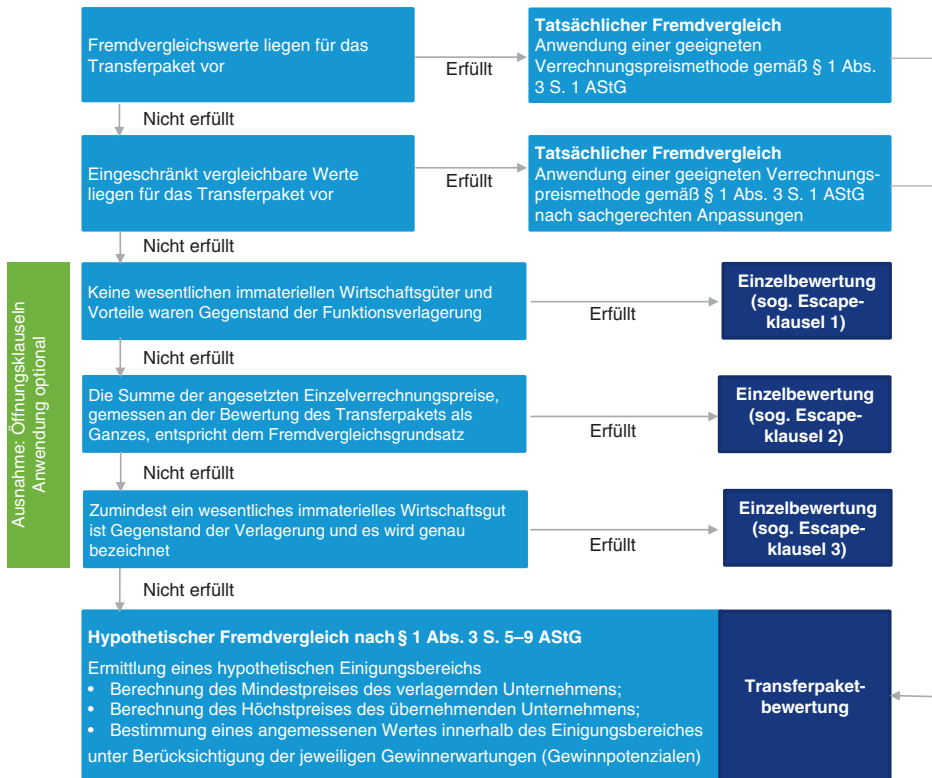 Fremdvergleichswerte liegen für das
Transferpaket vor
Erfüllt
Tatsächlicher Fremdvergleich
Anwendung einer geeigneten
Verrechnungspreismethode gemäß § 1 Abs.
3 S. 1 AStG
Nicht erfüllt
Eingeschränkt vergleichbare Werte
liegen für das Transferpaket vor
Erfüllt
Tatsächlicher Fremdvergleich
Anwendung einer geeigneten Verrechnungs-
preismethode gemäß § 1 Abs. 3 S. 1 AStG
nach sachgerechten Anpassungen
Nicht erfüllt
Ausnahme: Öffnungsklauseln
Anwendung optional
Keine wesentlichen immateriellen Wirtschaftsgüter und
Vorteile waren Gegenstand der Funktionsverlagerung
Erfüllt
Einzelbewertung
(sog. Escape-
klausel 1)
Nicht erfüllt
Die Summe der angesetzten Einzelverrechnungspreise,
gemessen an der Bewertung des Transferpakets als
Ganzes, entspricht dem Fremdvergleichsgrundsatz
Erfüllt
Einzelbewertung
(sog. Escape-
klausel 2)
Nicht erfüllt
Zumindest ein wesentliches immaterielles Wirtschaftsgut
ist Gegenstand der Verlagerung und es wird genau
bezeichnet
Erfüllt
Einzelbewertung
(sog. Escape-
klausel 3)
Nicht erfüllt
Hypothetischer Fremdvergleich nach § 1 Abs. 3 S. 5–9 AStG
Ermittlung eines hypothetischen Einigungsbereichs
• Berechnung des Mindestpreises des verlagernden Unternehmens;
• Berechnung des Höchstpreises des übernehmenden Unternehmens;
• Bestimmung eines angemessenen Wertes innerhalb des Einigungsbereiches
unter Berücksichtigung der jeweiligen Gewinnerwartungen (Gewinnpotenzialen)
Transferpaket-
bewertung